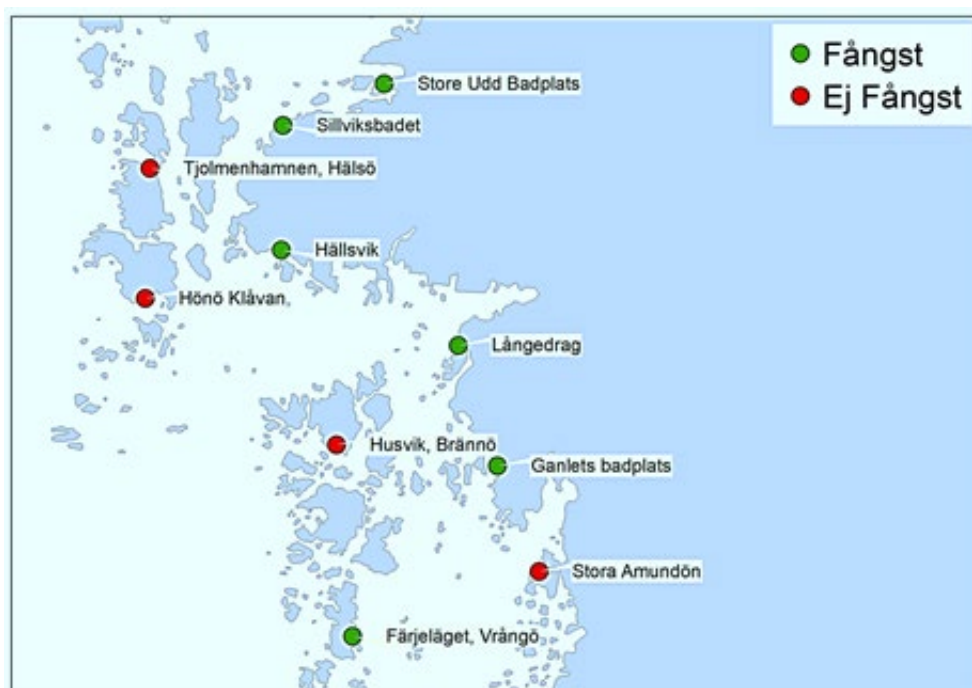 Fångst
Ej Fångst
Store Udd Badplats
Sillviksbadet
Tjolmenhamnen, Hälsö
Hällsvik
Hönö Klåvan.
Långedrag
Husvik, Brännö
Ganlets badplats
Stora Amundön
Färjeläget, Vrångö